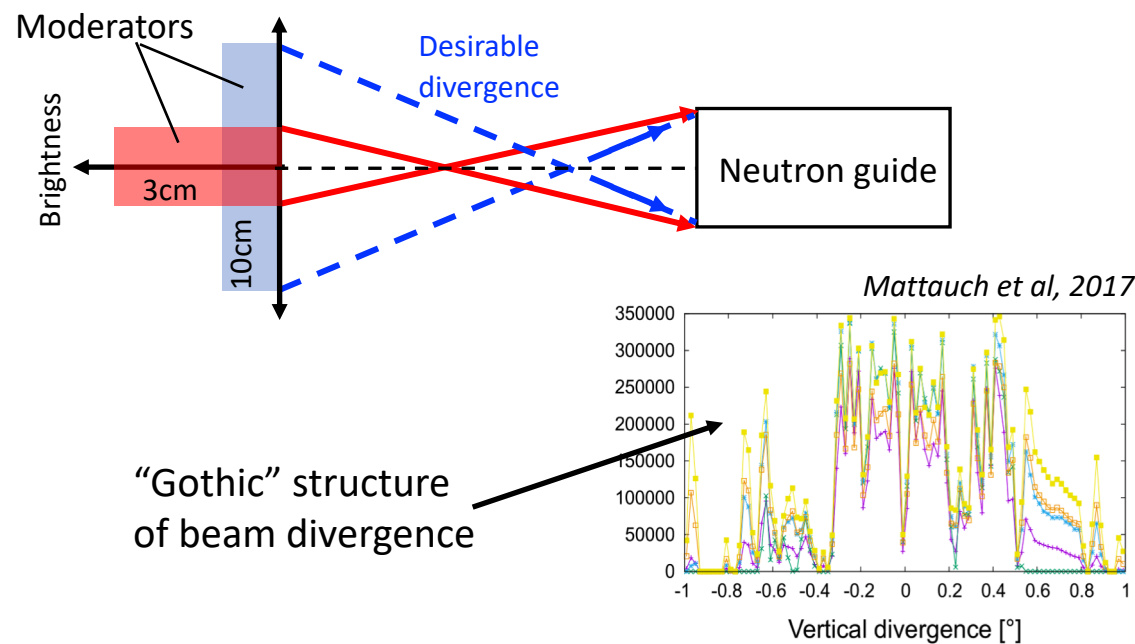 Moderators
Desirable
divergence
Brightness
3cm
10cm
Neutron guide
Mattauch et al, 2017
“Gothic” structure
of beam divergence
350000
300000
250000
200000
150000
100000
50000
0
-1 -0.8 -0.6 -0.4 -0.2 0 0.2 0.4 0.6 0.8 1
Vertical divergence [°]